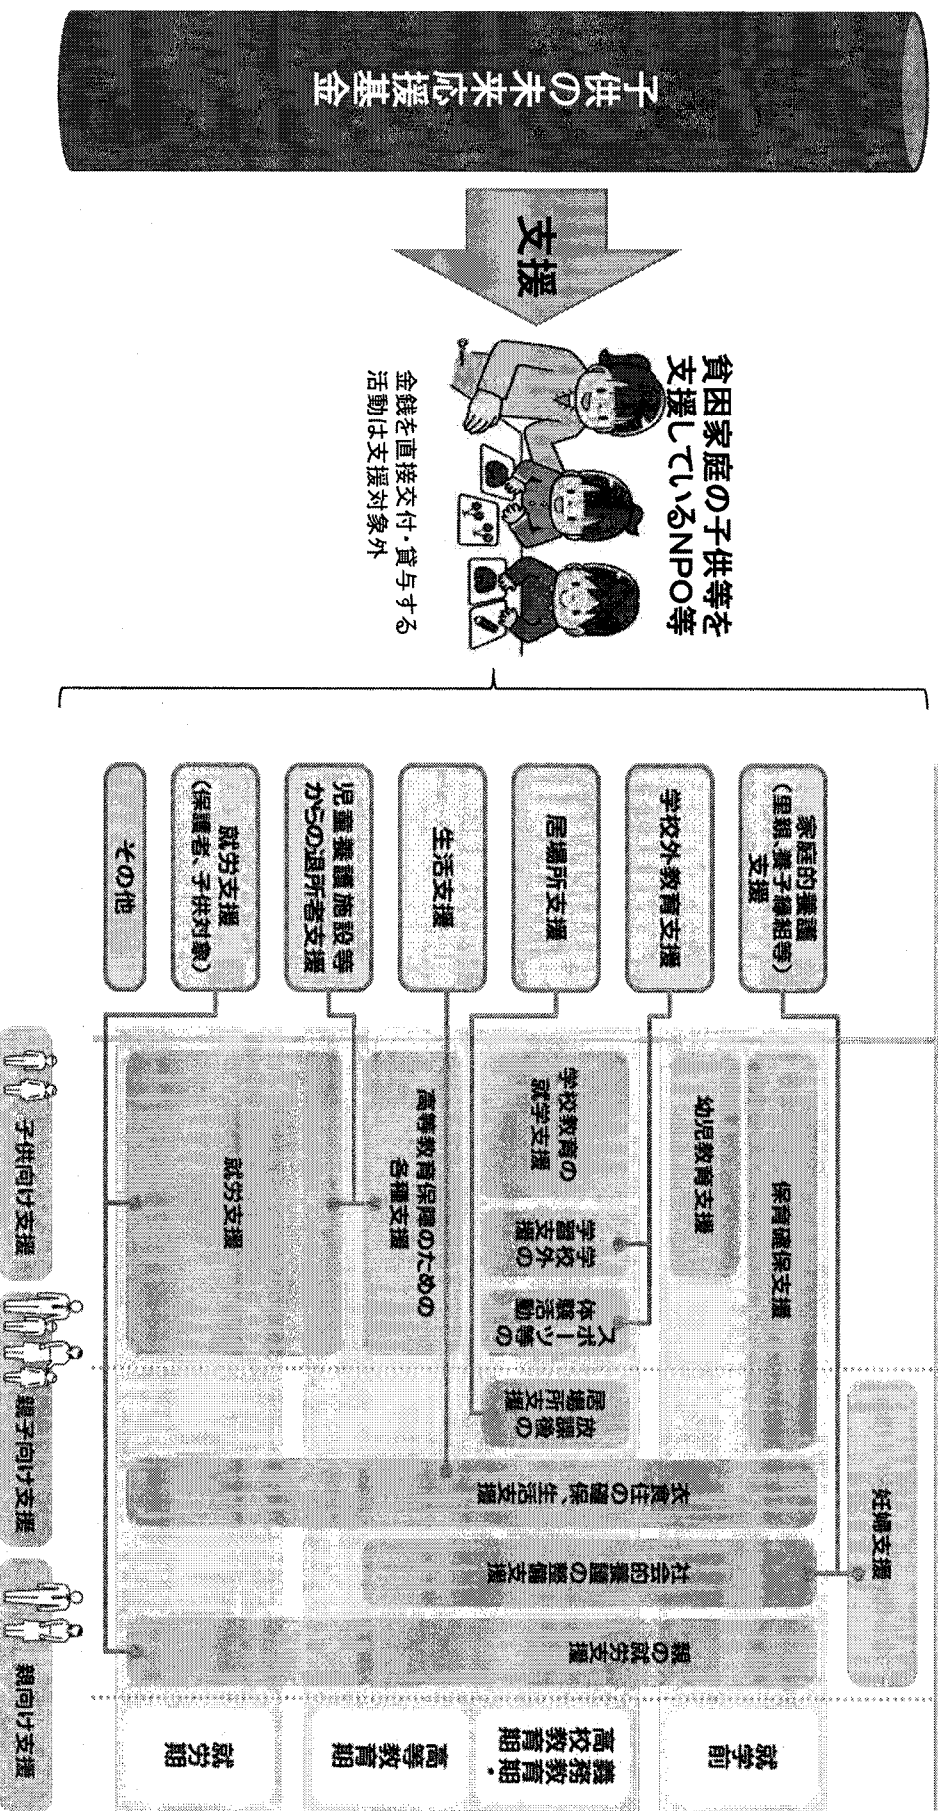 子供の未来応援基金
支援
貧困家庭の子供等を
支援しているNPO等
金銭を直接交付・貸与する
活動は支援対象外
家庭的養護
（里親、養子縁組等）
支援
学校外教育支援
居場所支援
生活支援
児童養護施設等
からの退所者支援
就労支援
（保護者、子供対象）
その他
妊婦支援
保育確保支援
幼児教育支援
学校教育の
就学支援
学校外の
学習支援
スポーツ等の
体験活動
放課後の
居場所支援
高等教育保障のための
各種支援
就労支援
衣食住の確保、生活支援
社会的養護の整備支援
親の就労支援
就学前
義務教育期*
高校教育期
高等教育期
就労期
子供向け支援
親子向け支援
親向け支援